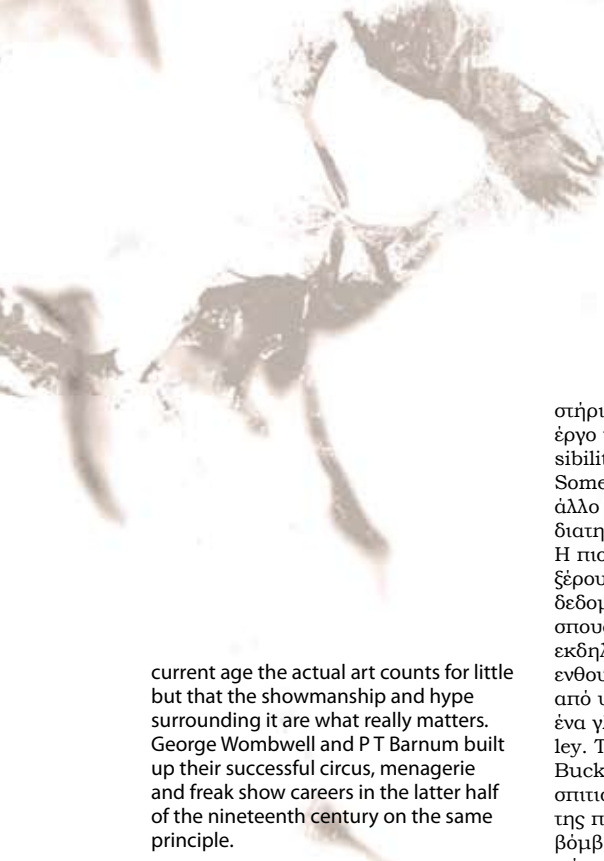 current age the actual art counts for little
but that the showmanship and hype
surrounding it are what really matters.
George Wombwell and P T Barnum built
up their successful circus, menagerie
and freak show careers in the latter half
of the nineteenth century on the same
principle.
στήρι
έργο
sibilit
Some
άλλο
διατη
Η πιο
ξέρου
δεδομ
σπου
εκδηλ
ενθου
από
ένα
ley. T
Buck
σπιτι
της π
βόμβ